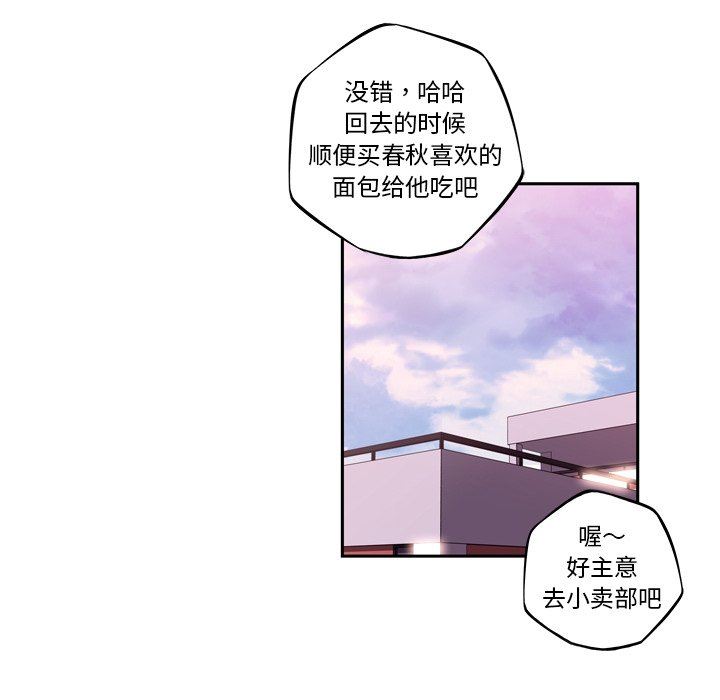 没错，哈哈
回去的时候
顺便买春秋喜欢的
面包给他吃吧
喔～
好主意
去小卖部吧